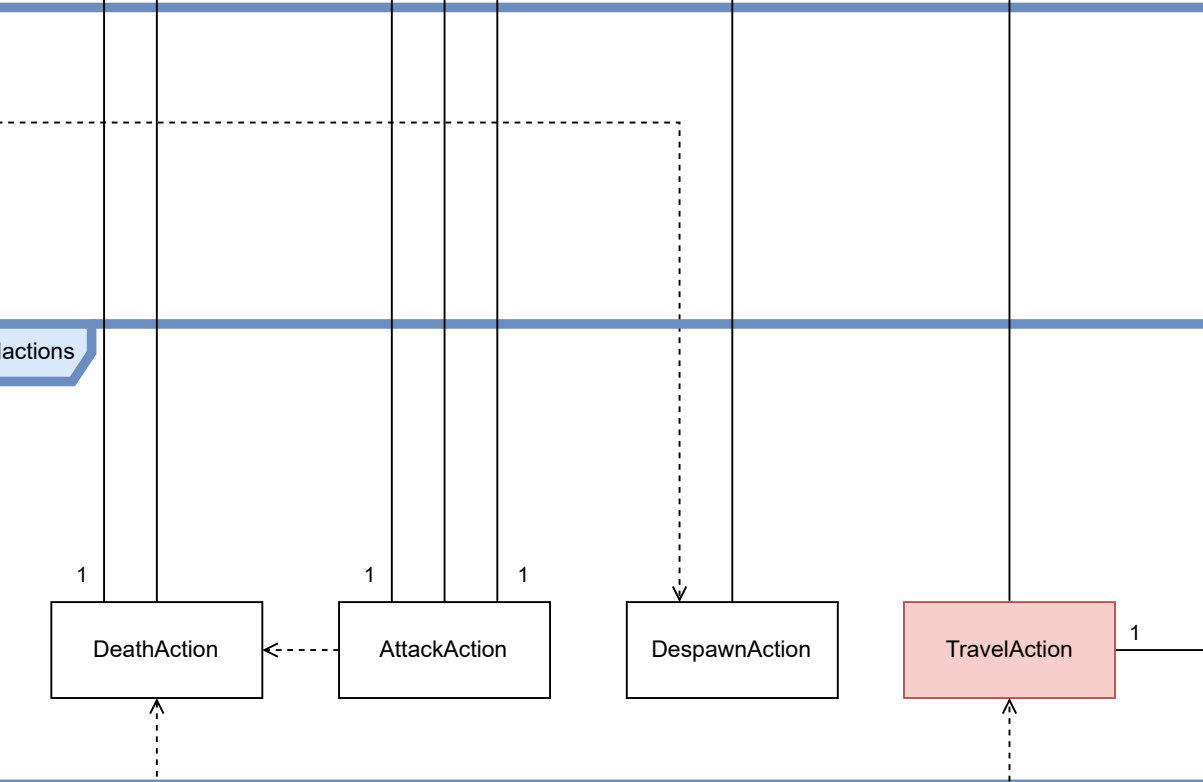 actions
1
1
1
DeathAction
AttackAction
DespawnAction
TravelAction
1